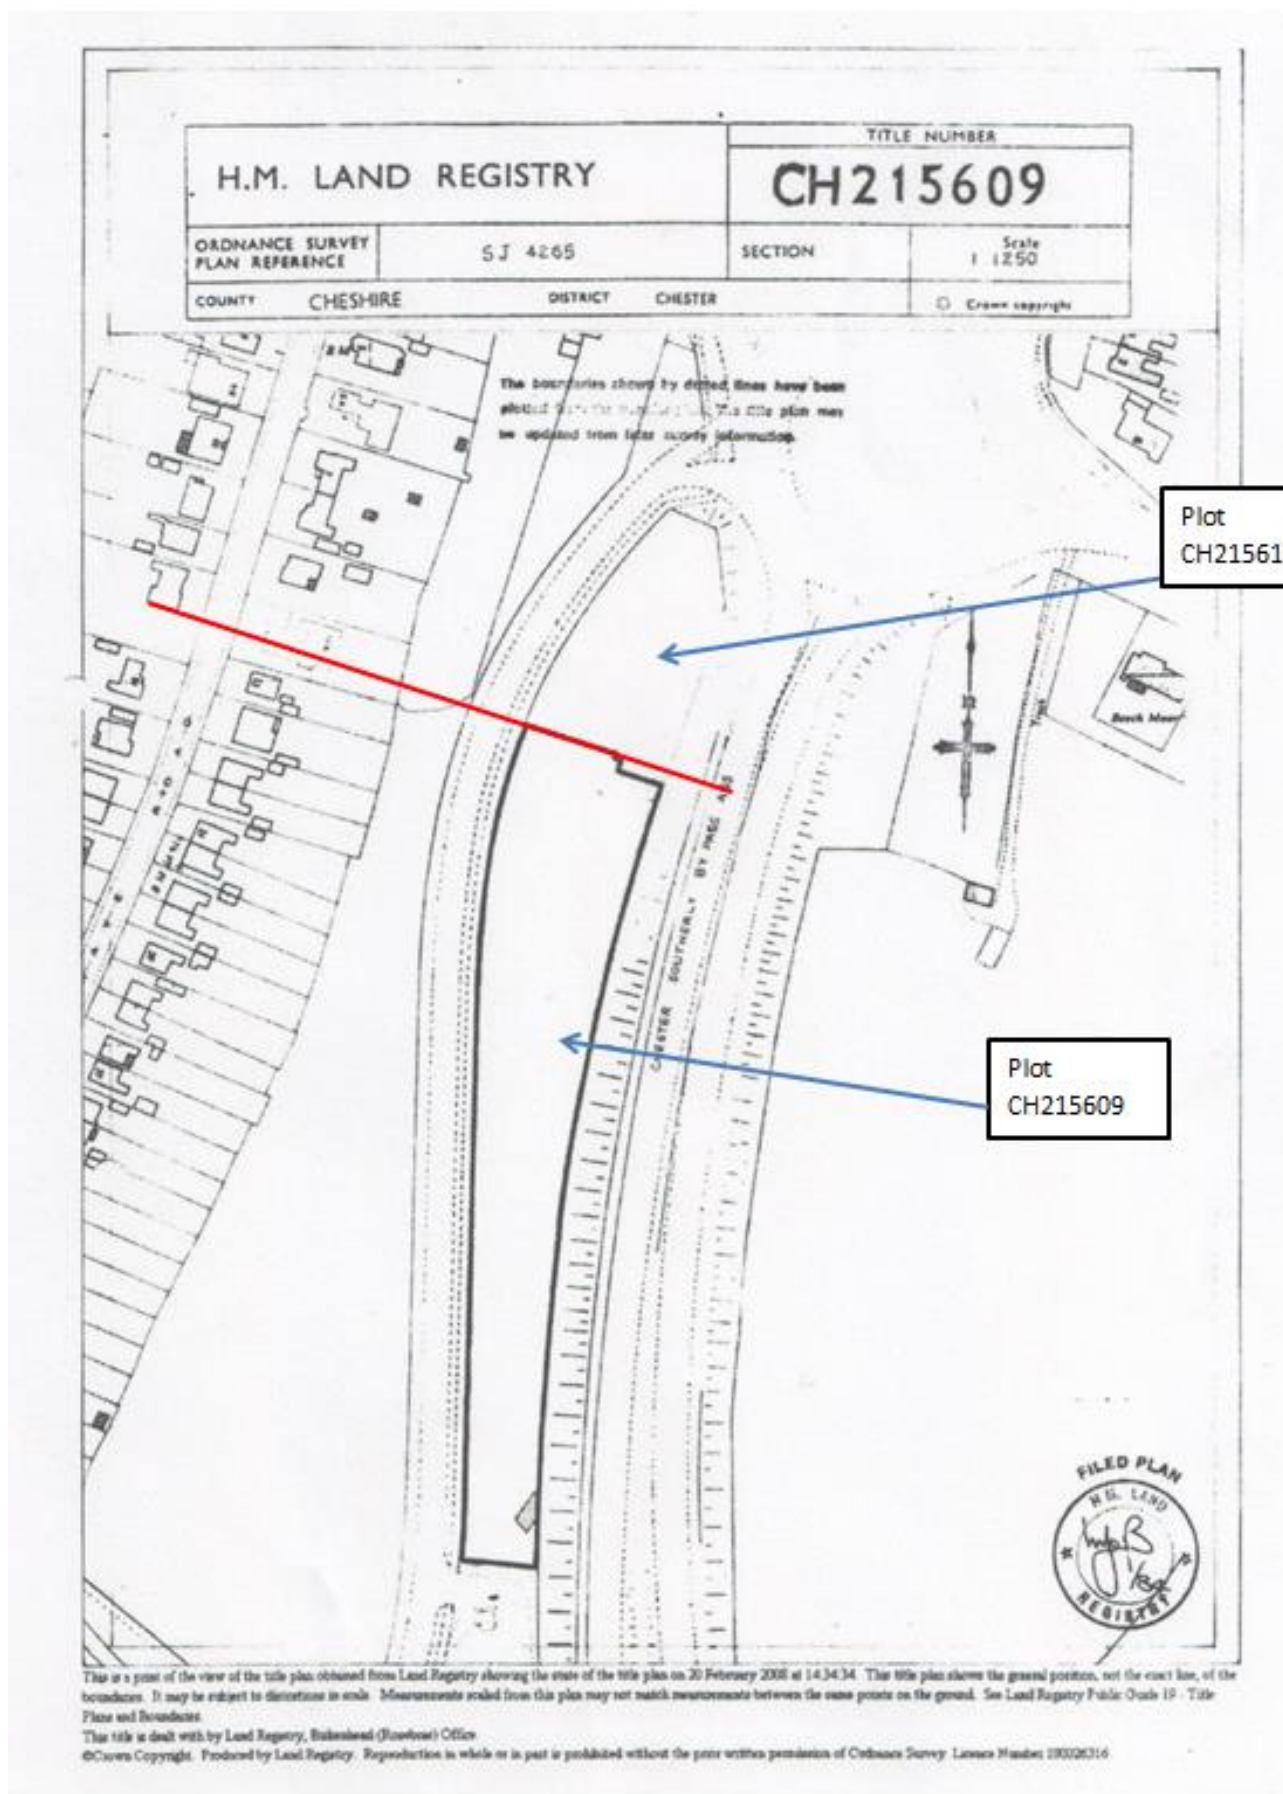 H.M. LAND REGISTRY
TITLE NUMBER
CH215609
ORDNANCE SURVEY
PLAN REFERENCE
SJ 4265
SECTION
Scale
1 1250
COUNTY CHESHIRE
DISTRICT CHESTER
© Crown copyright
The boundaries shown by dotted lines have been
plotted from the title plan may
be updated from later survey information.
Plot
CH21561
Track
Beech Moor
CHESTER SOUTHERLY BY PASS
Plot
CH215609
FILED PLAN
H.M. LAND
REGISTRY
This is a print of the view of the title plan obtained from Land Registry showing the state of the title plan on 20 February 2008 at 14:34:34. This title plan shows the general position, not the exact line, of the
boundaries. It may be subject to distortions in scale. Measurements scaled from this plan may not match measurements between the same points on the ground. See Land Registry Public Guide 19 - Title
Plans and Boundaries.
This title is dealt with by Land Registry, Birkenhead (Rosebrae) Office.
©Crown Copyright. Produced by Land Registry. Reproduction in whole or in part is prohibited without the prior written permission of Ordnance Survey. Licence Number 100026316.